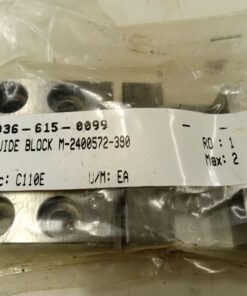 036-615-0099 - -
UIDE BLOCK M-2400572-390 RO : 1
c: C110E U/M: EA Max: 2